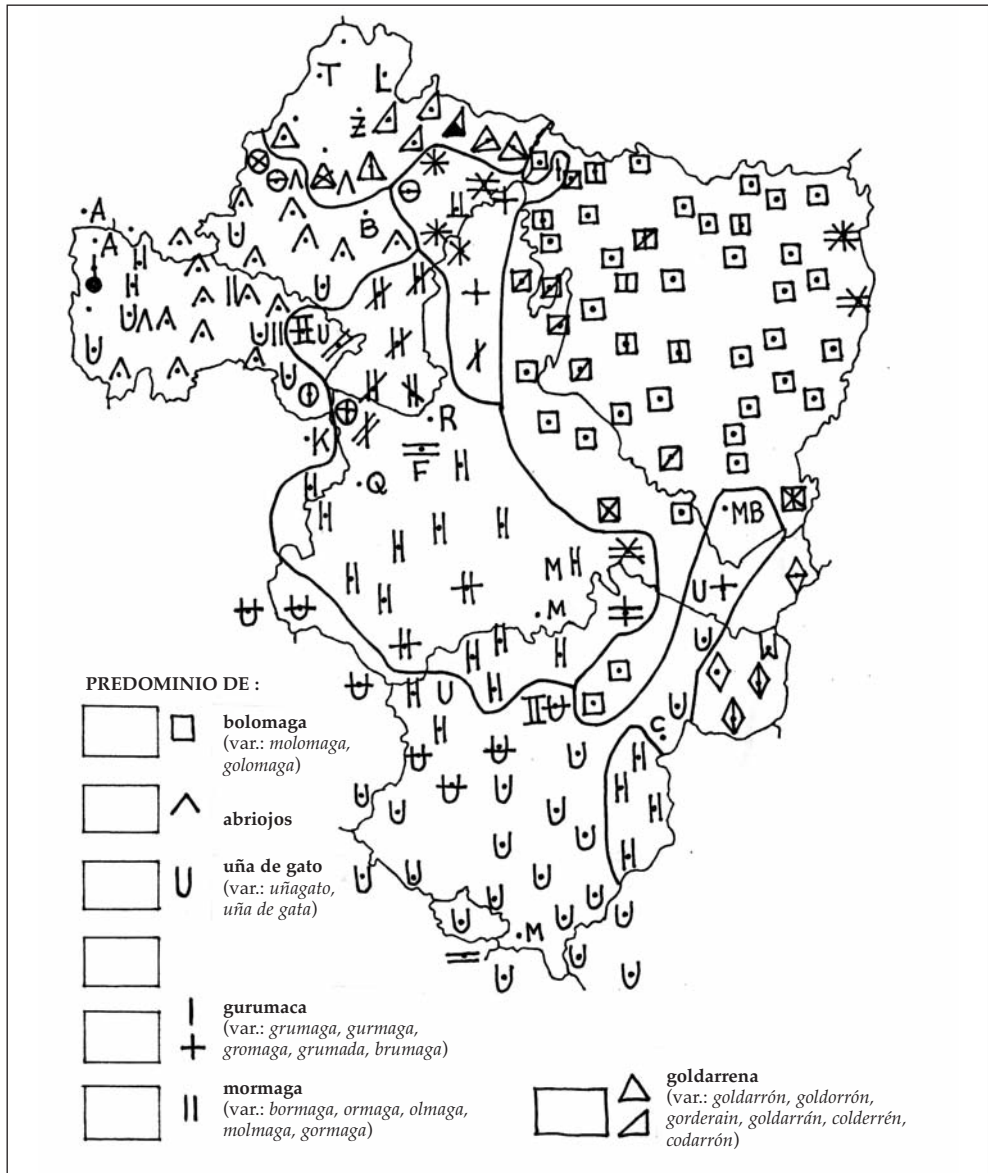 T L
Z
B
A
A
R
K
F
Q
MB
M
M
C
M
PREDOMINIO DE :
bolomaga
(var.: molomaga,
golomaga)
abriojos
uña de gato
(var.: uñagato,
uña de gata)
gurumaca
(var.: grumaga, gurmaga,
gromaga, grumada, brumaga)
mormaga
(var.: bormaga, ormaga, olmaga,
molmaga, gormaga)
goldarrena
(var.: goldarrón, goldorrón,
gorderain, goldarrán, colderrén,
codarrón)